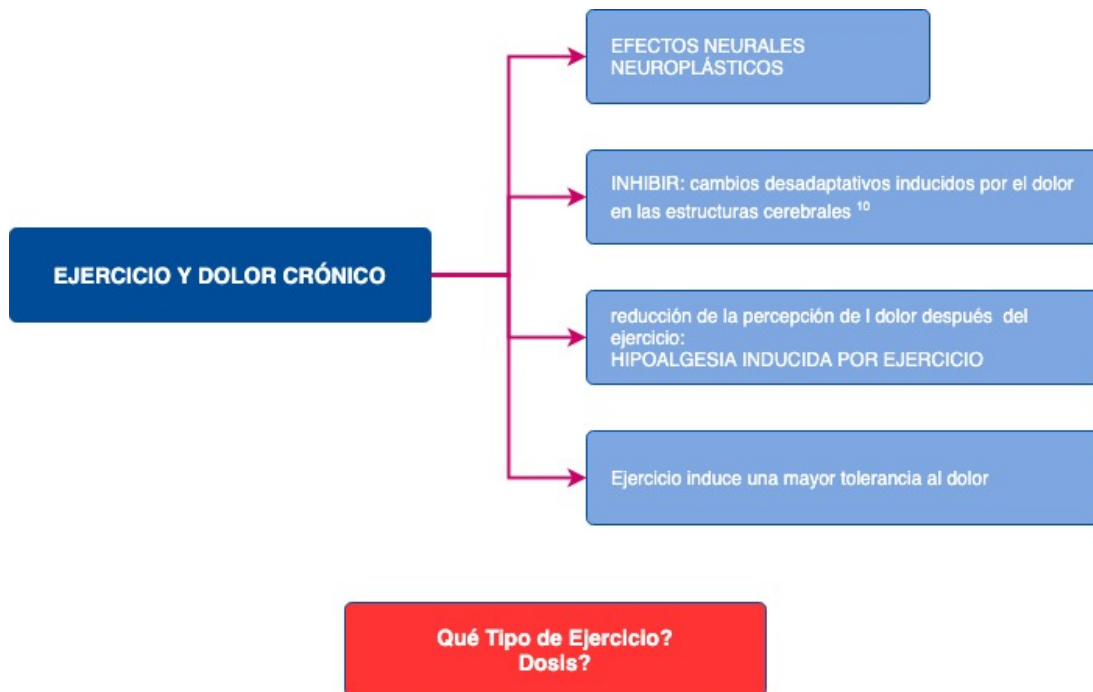 EFECTOS NEURALES
NEUROPLÁSTICOS
INHIBIR: cambios desadaptativos inducidos por el dolor
en las estructuras cerebrales ¹⁰
EJERCICIO Y DOLOR CRÓNICO
reducción de la percepción de l dolor después del
ejercicio:
HIPOALGESIA INDUCIDA POR EJERCICIO
Ejercicio induce una mayor tolerancia al dolor
Qué Tipo de Ejercicio?
Dosis?